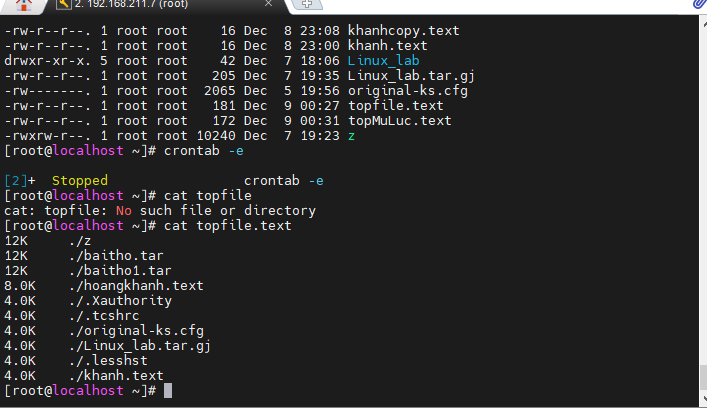 2. 192.168.211.7 (root)
-rw-r--r--. 1 root root    16 Dec  8 23:08 khanhcopy.text
-rw-r--r--. 1 root root    16 Dec  8 23:00 khanh.text
drwxr-xr-x. 5 root root    42 Dec  7 18:06 Linux_lab
-rw-r--r--. 1 root root   205 Dec  7 19:35 Linux_lab.tar.gj
-rw-------. 1 root root  2065 Dec  5 19:56 original-ks.cfg
-rw-r--r--. 1 root root   181 Dec  9 00:27 topfile.text
-rw-r--r--. 1 root root   172 Dec  9 00:31 topMuLuc.text
-rwxrw-r--. 1 root root 10240 Dec  7 19:23 z
[root@localhost ~]# crontab -e
[2]+  Stopped                 crontab -e
[root@localhost ~]# cat topfile
cat: topfile: No such file or directory
[root@localhost ~]# cat topfile.text
12K     ./z
12K     ./baitho.tar
12K     ./baitho1.tar
8.0K    ./hoangkhanh.text
4.0K    ./.Xauthority
4.0K    ./.tcshrc
4.0K    ./original-ks.cfg
4.0K    ./Linux_lab.tar.gj
4.0K    ./.lesshst
4.0K    ./khanh.text
[root@localhost ~]#